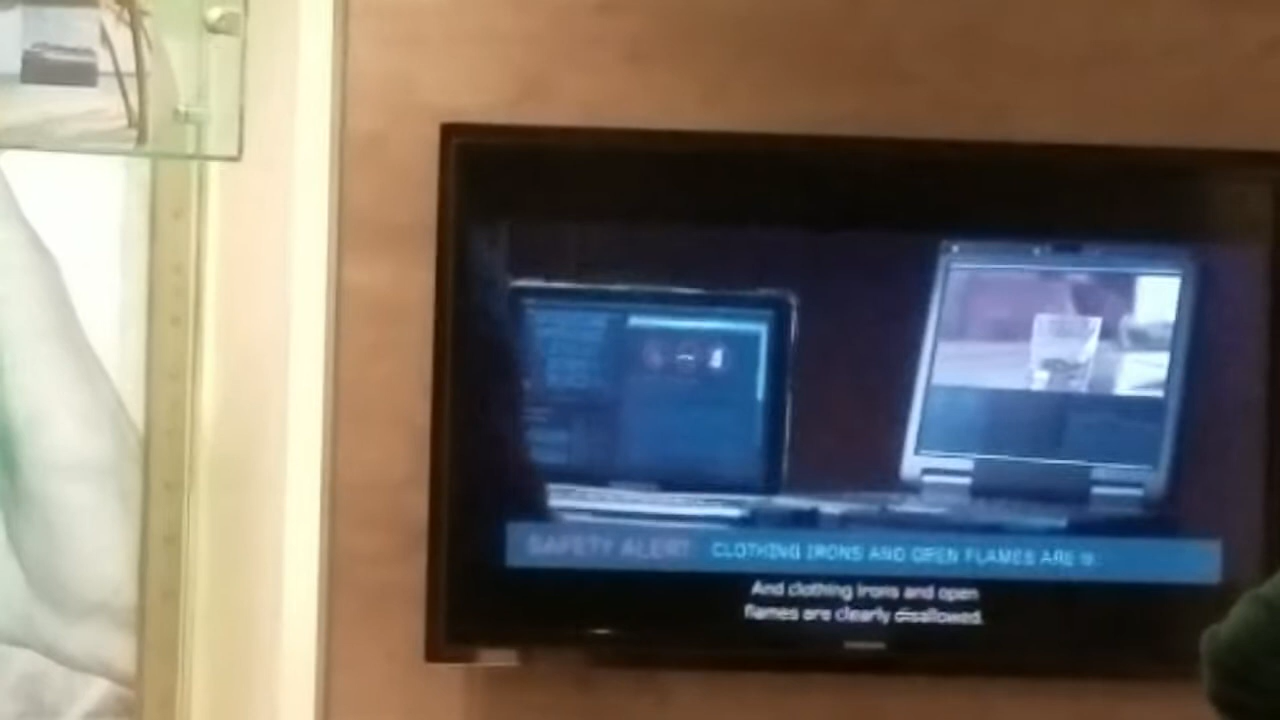 SAFETY ALERT CLOTHING IRONS AND OPEN FLAMES ARE
And clothing irons and open
flames are clearly disallowed.